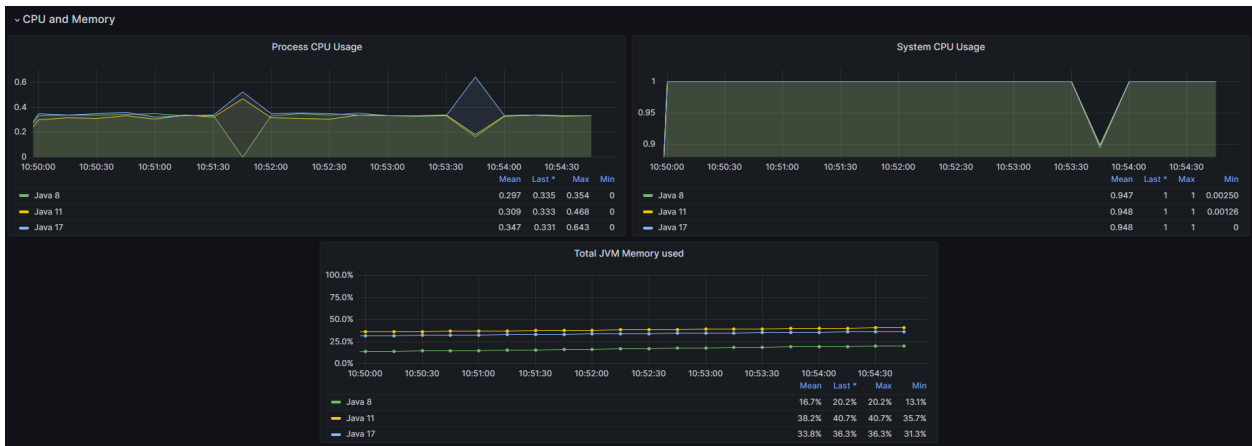 CPU and Memory
Process CPU Usage
0.6
0.4
0.2
0
10:50:00 10:50:30 10:51:00 10:51:30 10:52:00 10:52:30 10:53:00 10:53:30 10:54:00 10:54:30
Mean Last * Max Min
Java 8 0.297 0.335 0.354 0
Java 11 0.309 0.333 0.468 0
Java 17 0.347 0.331 0.643 0
System CPU Usage
1
0.95
0.9
10:50:00 10:50:30 10:51:00 10:51:30 10:52:00 10:52:30 10:53:00 10:53:30 10:54:00 10:54:30
Mean Last * Max Min
Java 8 0.947 1 1 0.00250
Java 11 0.948 1 1 0.00126
Java 17 0.948 1 1 0
Total JVM Memory used
100.0%
75.0%
50.0%
25.0%
0.0%
10:50:00 10:50:30 10:51:00 10:51:30 10:52:00 10:52:30 10:53:00 10:53:30 10:54:00 10:54:30
Mean Last * Max Min
Java 8 16.7% 20.2% 20.2% 13.1%
Java 11 38.2% 40.7% 40.7% 35.7%
Java 17 33.8% 36.3% 36.3% 31.3%